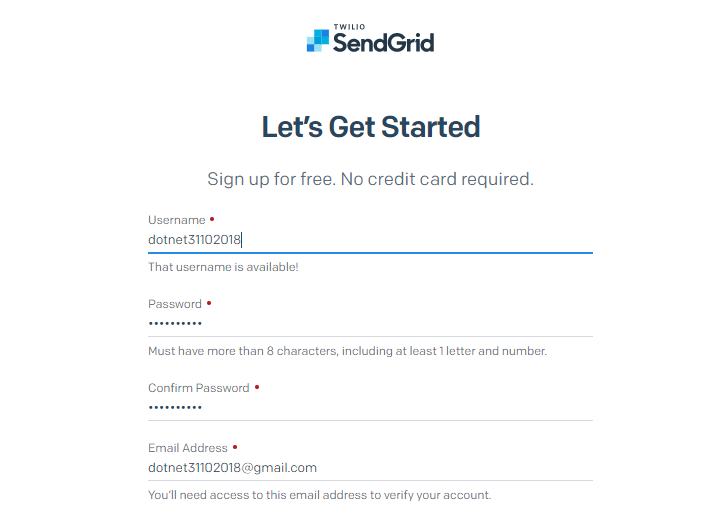 TWILIO
SendGrid
Let's Get Started
Sign up for free. No credit card required.
Username •
dotnet31102018
That username is available!
Password •
••••••••••
Must have more than 8 characters, including at least 1 letter and number.
Confirm Password •
••••••••••
Email Address •
dotnet31102018@gmail.com
You'll need access to this email address to verify your account.